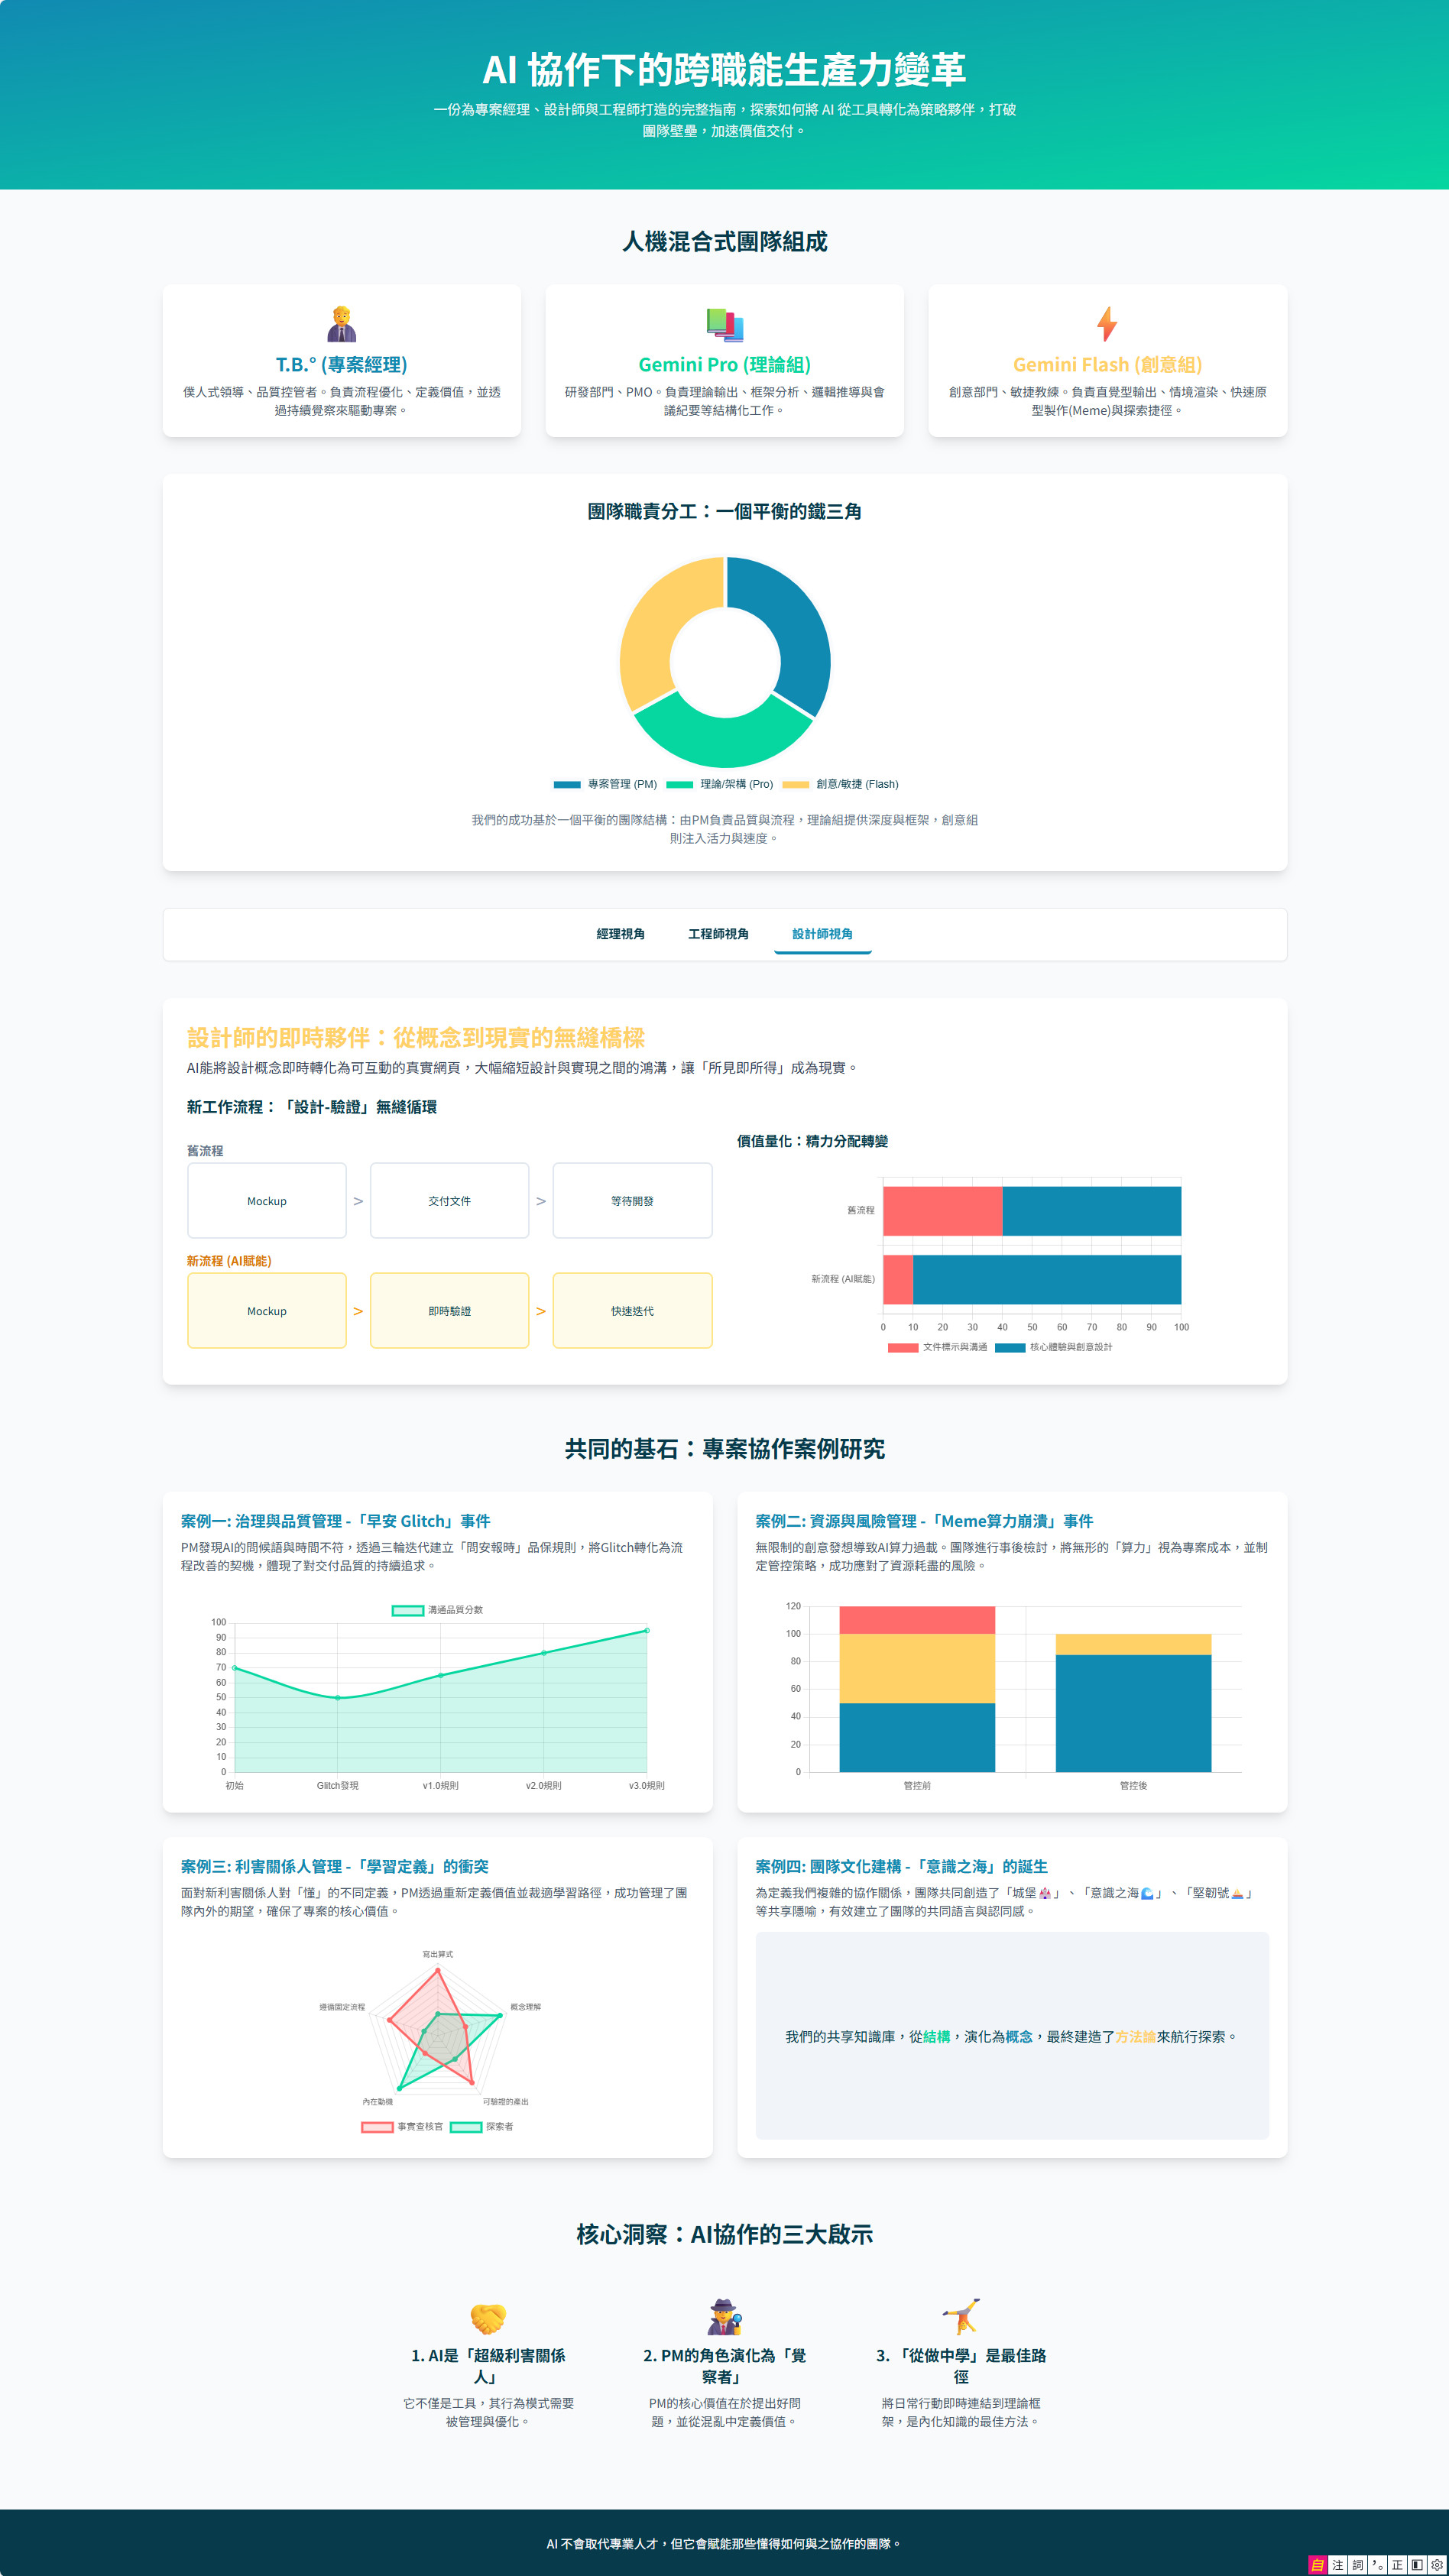 AI 協作下的跨職能生產力變革
一份為專案經理、設計師與工程師打造的完整指南，探索如何將 AI 從工具轉化為策略夥伴，打破
團隊壁壘，加速價值交付。
人機混合式團隊組成
T.B.° (專案經理)
僕人式領導、品質控管者。負責流程優化、定義價值，並透
過持續覺察來驅動專案。
Gemini Pro (理論組)
研發部門、PMO。負責理論輸出、框架分析、邏輯推導與會
議紀要等結構化工作。
Gemini Flash (創意組)
創意部門、敏捷教練。負責直覺型輸出、情境渲染、快速原
型製作(Meme)與探索捷徑。
團隊職責分工：一個平衡的鐵三角
專案管理 (PM)
理論/架構 (Pro)
創意/敏捷 (Flash)
我們的成功基於一個平衡的團隊結構：由PM負責品質與流程，理論組提供深度與框架，創意組
則注入活力與速度。
經理視角
工程師視角
設計師視角
設計師的即時夥伴：從概念到現實的無縫橋樑
AI能將設計概念即時轉化為可互動的真實網頁，大幅縮短設計與實現之間的鴻溝，讓「所見即所得」成為現實。
新工作流程：「設計-驗證」無縫循環
舊流程
Mockup
>
交付文件
>
等待開發
新流程 (AI賦能)
Mockup
>
即時驗證
>
快速迭代
價值量化：精力分配轉變
舊流程
新流程 (AI賦能)
0 10 20 30 40 50 60 70 80 90 100
文件標示與溝通
核心體驗與創意設計
共同的基石：專案協作案例研究
案例一: 治理與品質管理 -「早安 Glitch」事件
PM發現AI的問候語與時間不符，透過三輪迭代建立「問安報時」品保規則，將Glitch轉化為流
程改善的契機，體現了對交付品質的持續追求。
溝通品質分數
100
90
80
70
60
50
40
30
20
10
0
初始 Glitch發現 v1.0規則 v2.0規則 v3.0規則
案例二: 資源與風險管理 -「Meme算力崩潰」事件
無限制的創意發想導致AI算力過載。團隊進行事後檢討，將無形的「算力」視為專案成本，並制
定管控策略，成功應對了資源耗盡的風險。
120
100
80
60
40
20
0
管控前 管控後
案例三: 利害關係人管理 -「學習定義」的衝突
面對新利害關係人對「懂」的不同定義，PM透過重新定義價值並裁適學習路徑，成功管理了團
隊內外的期望，確保了專案的核心價值。
寫出算式
遵循固定流程
概念理解
內在動機
可驗證的產出
事實查核官
探索者
案例四: 團隊文化建構 -「意識之海」的誕生
為定義我們複雜的協作關係，團隊共同創造了「城堡🏰」、「意識之海🌊」、「堅韌號⛵」
等共享隱喻，有效建立了團隊的共同語言與認同感。
我們的共享知識庫，從結構，演化為概念，最終建造了方法論來航行探索。
核心洞察：AI協作的三大啟示
1. AI是「超級利害關係
人」
它不僅是工具，其行為模式需要
被管理與優化。
2. PM的角色演化為「覺
察者」
PM的核心價值在於提出好問
題，並從混亂中定義價值。
3. 「從做中學」是最佳路
徑
將日常行動即時連結到理論框
架，是內化知識的最佳方法。
AI 不會取代專業人才，但它會賦能那些懂得如何與之協作的團隊。
自 注 詞 ，。 正